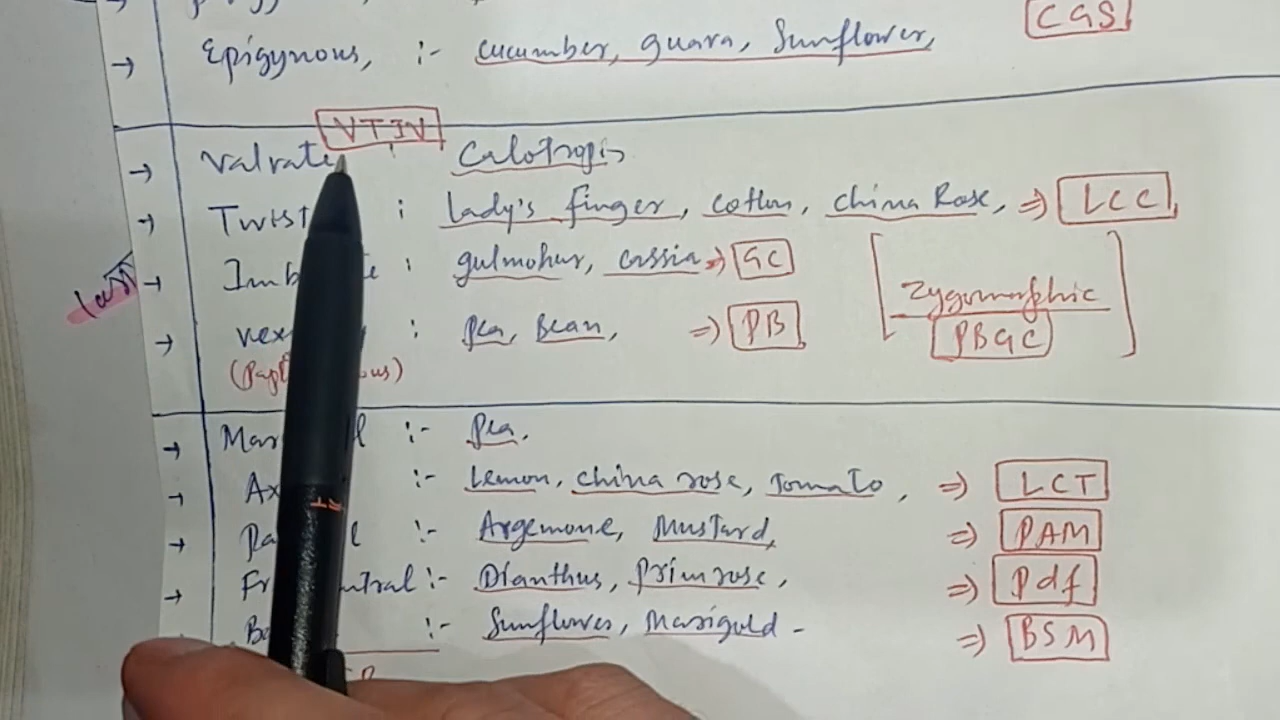 CGS
→ Epigynous, :- cucumber, guava, Sunflower,
VTIV
→ Valvate : Calotropis
→ Twist : lady's finger, cotton, china Rose, ⇒ LCC
last → Imb : gulmohur, cassia ⇒ GC
zygomorphic
PBGC
→ vex : pea, Bean, ⇒ PB
→ Mar :- pea.
→ Ax :- Lemon, china rose, Tomato, ⇒ LCT
→ Pa :- Argemone, Mustard, ⇒ PAM
→ Fr ntral :- Dianthus, primrose, ⇒ Pdf
Ba :- Sunflower, Marigold - ⇒ BSM